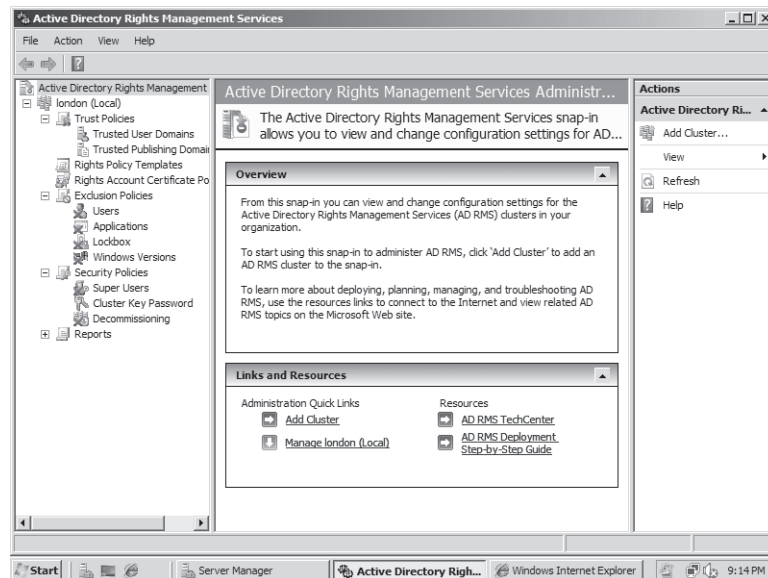 Active Directory Rights Management Services
File Action View Help
Active Directory Rights Management
london (Local)
Trust Policies
Trusted User Domains
Trusted Publishing Domain
Rights Policy Templates
Rights Account Certificate Po
Exclusion Policies
Users
Applications
Lockbox
Windows Versions
Security Policies
Super Users
Cluster Key Password
Decommissioning
Reports
Active Directory Rights Management Services Administr...
The Active Directory Rights Management Services snap-in
allows you to view and change configuration settings for AD...
Overview
From this snap-in you can view and change configuration settings for the
Active Directory Rights Management Services (AD RMS) clusters in your
organization.
To start using this snap-in to administer AD RMS, click 'Add Cluster' to add an
AD RMS cluster to the snap-in.
To learn more about deploying, planning, managing, and troubleshooting AD
RMS, use the resources links to connect to the Internet and view related AD
RMS topics on the Microsoft Web site.
Links and Resources
Administration Quick Links
Add Cluster
Manage london (Local)
Resources
AD RMS TechCenter
AD RMS Deployment
Step-by-Step Guide
Actions
Active Directory Ri...
Add Cluster...
View
Refresh
Help
Start
Server Manager
Active Directory Righ...
Windows Internet Explorer
9:14 PM